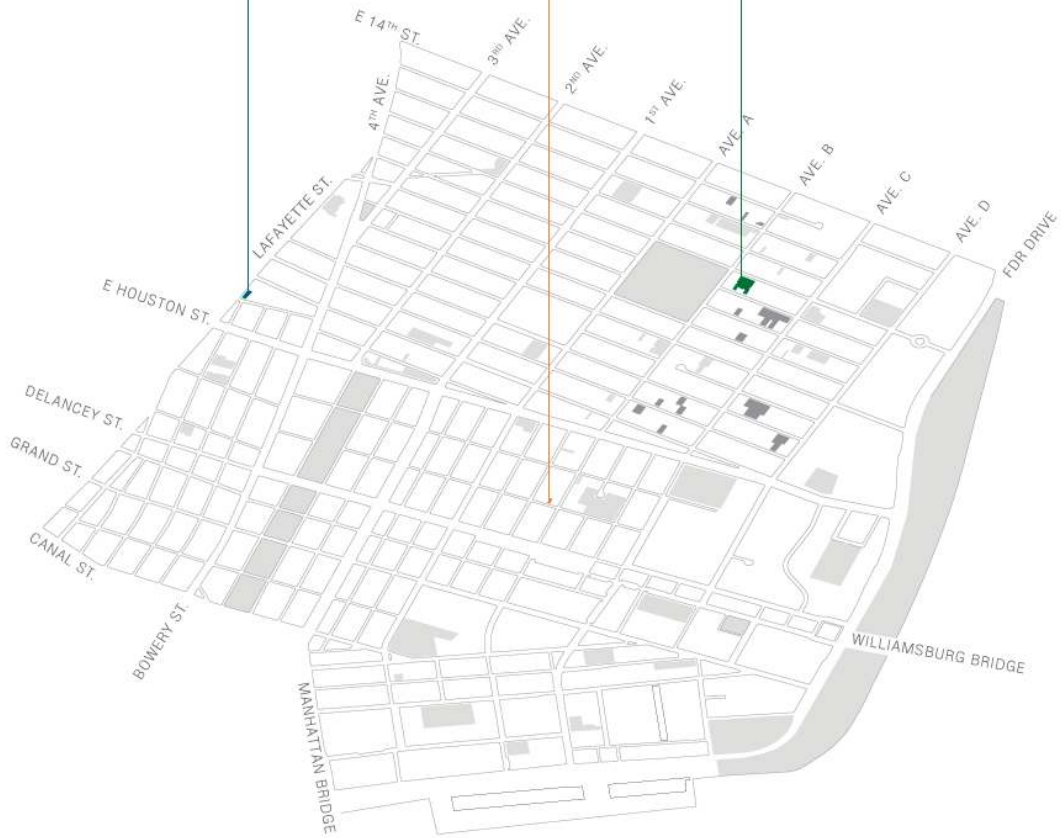 E 14TH ST.
3RD AVE.
2ND AVE.
1ST AVE.
4TH AVE.
AVE. A
AVE. B
AVE. C
AVE. D
FDR DRIVE
LAFAYETTE ST.
E HOUSTON ST.
DELANCEY ST.
GRAND ST.
CANAL ST.
BOWERY ST.
WILLIAMSBURG BRIDGE
MANHATTAN BRIDGE